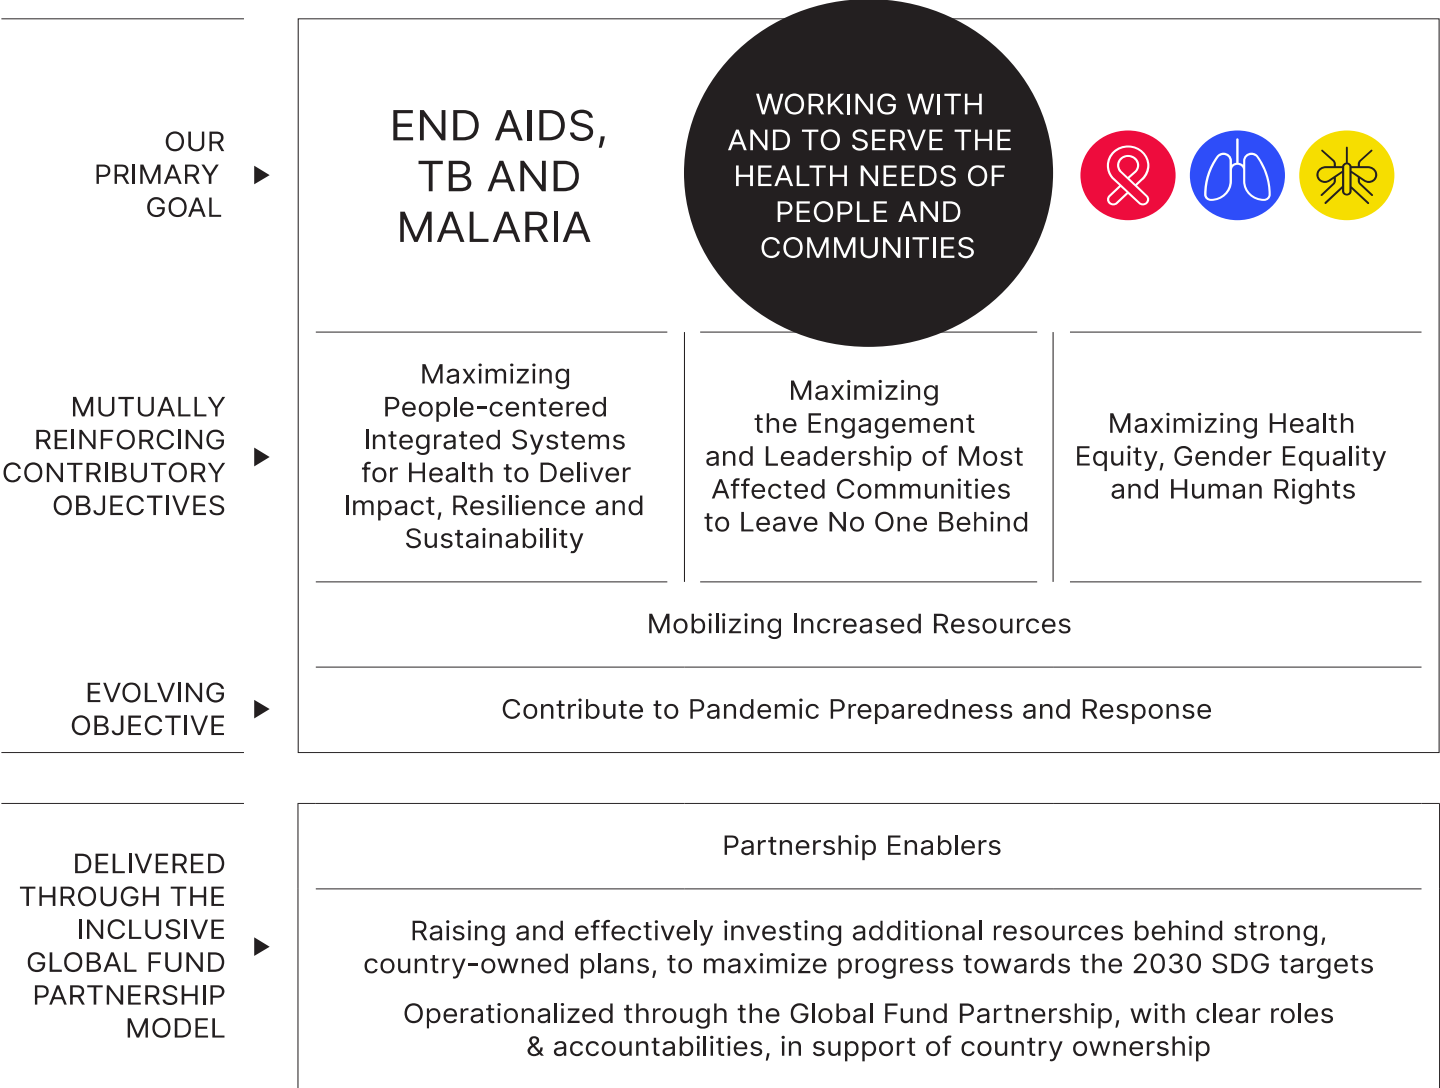 OUR
PRIMARY
GOAL
END AIDS,
TB AND
MALARIA
WORKING WITH
AND TO SERVE THE
HEALTH NEEDS OF
PEOPLE AND
COMMUNITIES
MUTUALLY
REINFORCING
CONTRIBUTORY
OBJECTIVES
Maximizing
People-centered
Integrated Systems
for Health to Deliver
Impact, Resilience and
Sustainability
Maximizing
the Engagement
and Leadership of Most
Affected Communities
to Leave No One Behind
Maximizing Health
Equity, Gender Equality
and Human Rights
Mobilizing Increased Resources
EVOLVING
OBJECTIVE
Contribute to Pandemic Preparedness and Response
DELIVERED
THROUGH THE
INCLUSIVE
GLOBAL FUND
PARTNERSHIP
MODEL
Partnership Enablers
Raising and effectively investing additional resources behind strong,
country-owned plans, to maximize progress towards the 2030 SDG targets
Operationalized through the Global Fund Partnership, with clear roles
& accountabilities, in support of country ownership